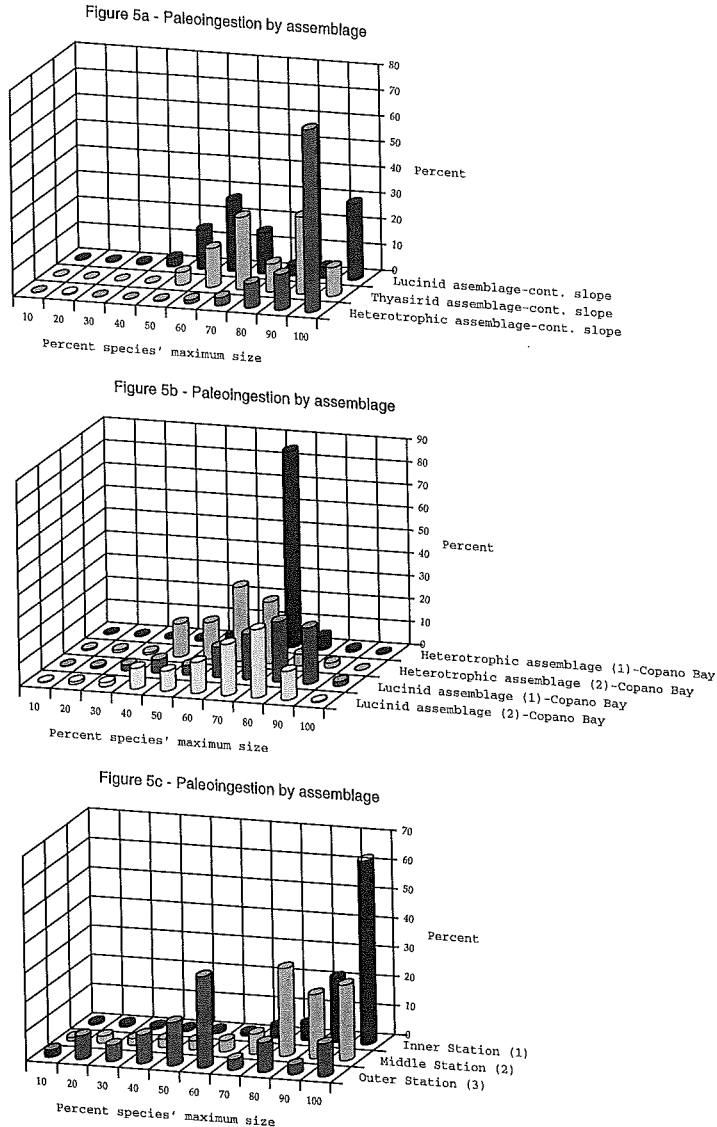 Figure 5a - Paleoingestion by assemblage
80
70
60
50
40
30
20
10
0
Percent
Lucinid asemblage-cont. slope
Thyasirid assemblage-cont. slope
Heterotrophic assemblage-cont. slope
10 20 30 40 50 60 70 80 90 100
Percent species' maximum size
Figure 5b - Paleoingestion by assemblage
90
80
70
60
50
40
30
20
10
0
Percent
Heterotrophic assemblage (1)-Copano Bay
Heterotrophic assemblage (2)-Copano Bay
Lucinid assemblage (1)-Copano Bay
Lucinid assemblage (2)-Copano Bay
10 20 30 40 50 60 70 80 90 100
Percent species' maximum size
Figure 5c - Paleoingestion by assemblage
70
60
50
40
30
20
10
0
Percent
Inner Station (1)
Middle Station (2)
Outer Station (3)
10 20 30 40 50 60 70 80 90 100
Percent species' maximum size